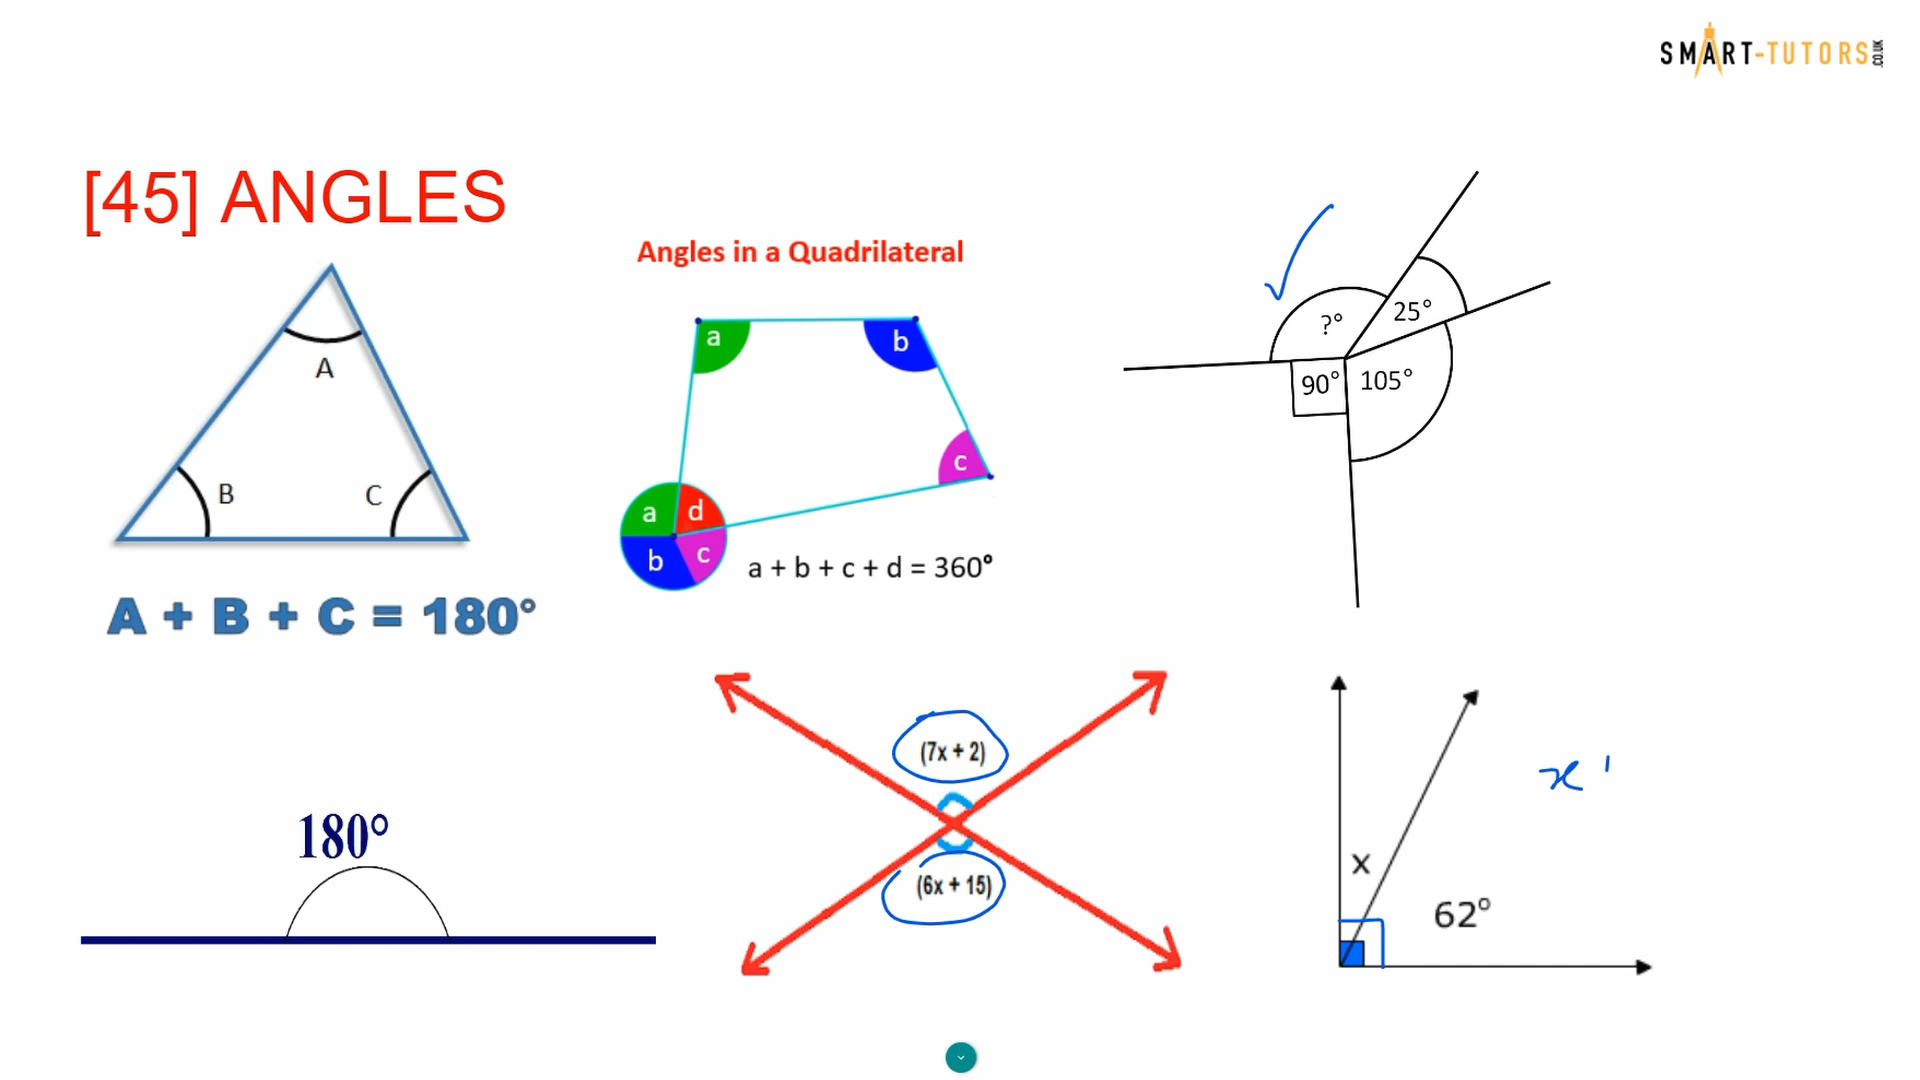 SMART-TUTORS.CO.UK
[45] ANGLES
Angles in a Quadrilateral
A
B
C
A + B + C = 180°
a
b
c
a
d
b
c
a + b + c + d = 360°
?°
25°
90°
105°
180°
(7x + 2)
(6x + 15)
x
62°
x